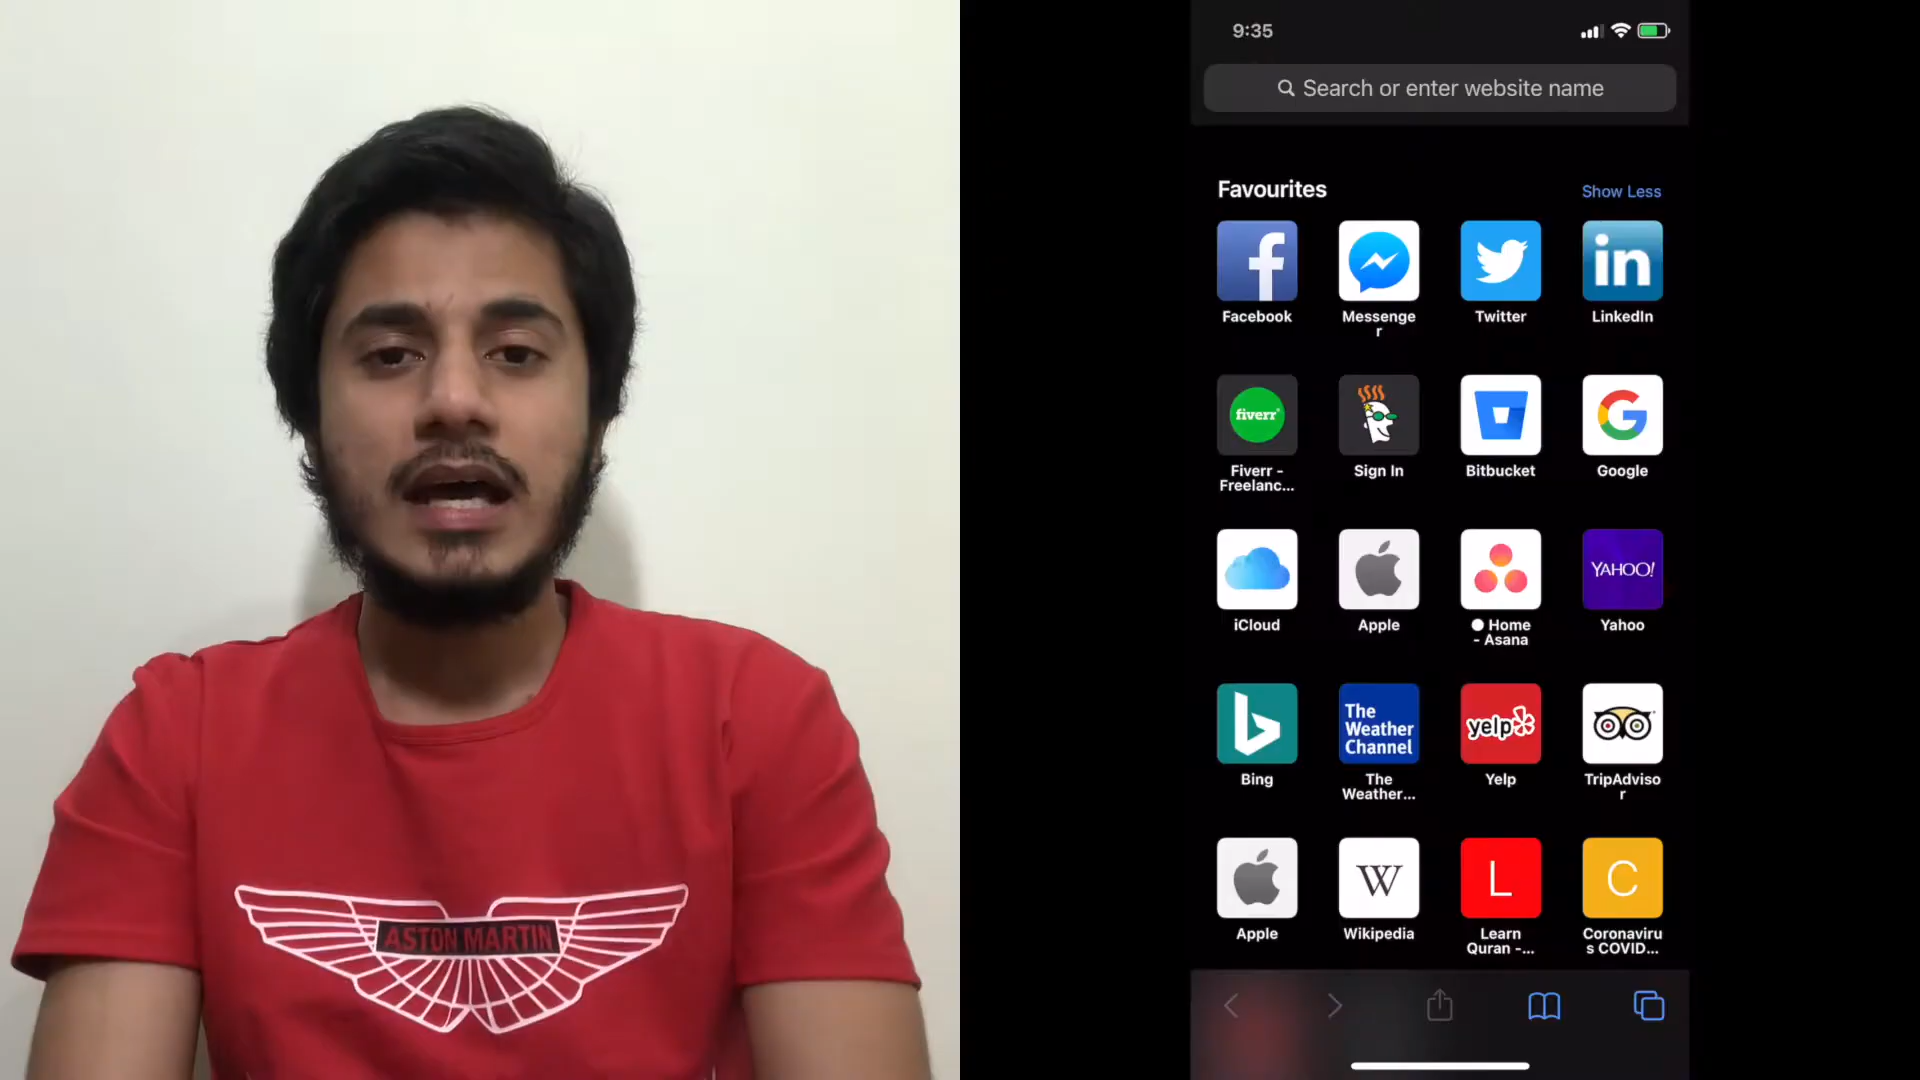 9:35
Search or enter website name
Favourites
Show Less
Facebook
Messenge
r
Twitter
in
LinkedIn
fiverr
Fiverr -
Freelanc...
Sign In
Bitbucket
Google
iCloud
Apple
Home
- Asana
YAHOO!
Yahoo
Bing
The
Weather
Channel
The
Weather...
yelp
Yelp
TripAdviso
r
Apple
W
Wikipedia
L
Learn
Quran -...
C
Coronaviru
s COVID...
ASTON MARTIN